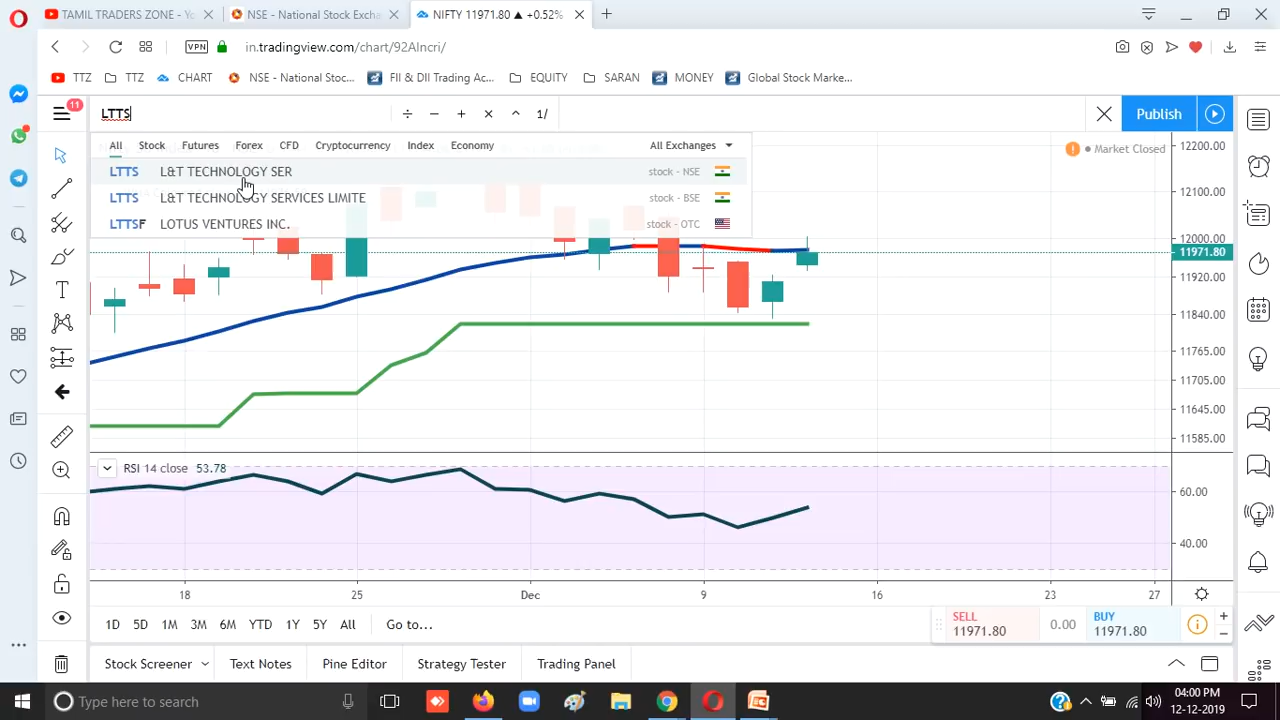 TAMIL TRADERS ZONE - Yo
NSE - National Stock Excha
NIFTY 11971.80 ▲ +0.52%
VPN
in.tradingview.com/chart/92AIncri/
TTZ
TTZ
CHART
NSE - National Stoc...
FII & DII Trading Ac...
EQUITY
SARAN
MONEY
Global Stock Marke...
11
LTTS
÷ − + × ^ 1/
Publish
All Stock Futures Forex CFD Cryptocurrency Index Economy All Exchanges
LTTS L&T TECHNOLOGY SER stock - NSE
LTTS L&T TECHNOLOGY SERVICES LIMITE stock - BSE
LTTSF LOTUS VENTURES INC. stock - OTC
Market Closed
12200.00
12100.00
12000.00
11971.80
11920.00
11840.00
11765.00
11705.00
11645.00
11585.00
RSI 14 close 53.78
60.00
40.00
18 25 Dec 9 16 23 27
1D 5D 1M 3M 6M YTD 1Y 5Y All Go to...
SELL
11971.80
0.00
BUY
11971.80
Stock Screener Text Notes Pine Editor Strategy Tester Trading Panel
Type here to search
04:00 PM
12-12-2019